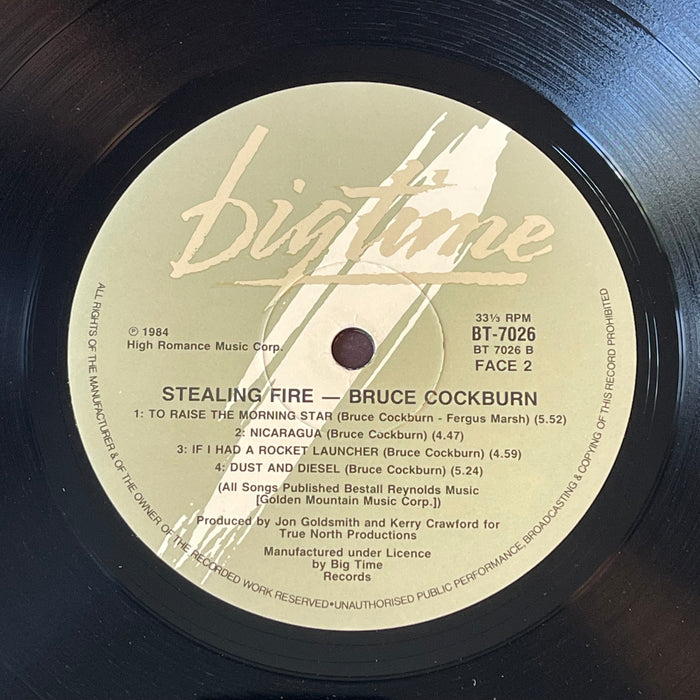 bigtime
33⅓ RPM
℗ 1984
BT-7026
High Romance Music Corp.
BT 7026 B
FACE 2
STEALING FIRE — BRUCE COCKBURN
1: TO RAISE THE MORNING STAR (Bruce Cockburn - Fergus Marsh) (5.52)
2: NICARAGUA (Bruce Cockburn) (4.47)
3: IF I HAD A ROCKET LAUNCHER (Bruce Cockburn) (4.59)
4: DUST AND DIESEL (Bruce Cockburn) (5.24)
(All Songs Published Bestall Reynolds Music
[Golden Mountain Music Corp.])
Produced by Jon Goldsmith and Kerry Crawford for
True North Productions
Manufactured under Licence
by Big Time
Records
ALL RIGHTS OF THE MANUFACTURER & OF THE OWNER OF THE RECORDED WORK RESERVED•UNAUTHORISED PUBLIC PERFORMANCE, BROADCASTING & COPYING OF THIS RECORD PROHIBITED